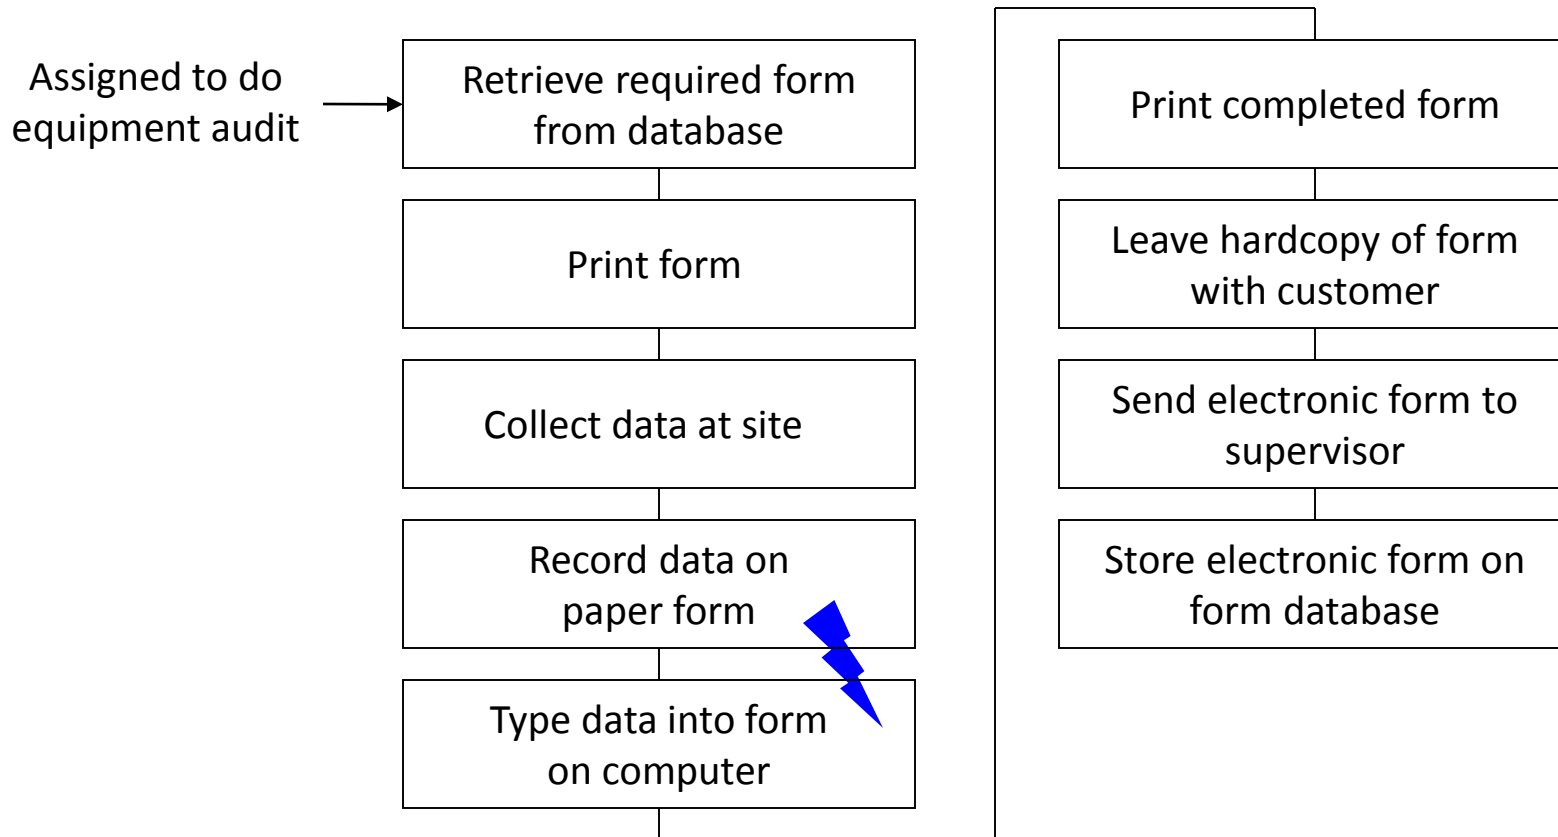 Assigned to do
equipment audit
Retrieve required form
from database
Print form
Collect data at site
Record data on
paper form
Type data into form
on computer
Print completed form
Leave hardcopy of form
with customer
Send electronic form to
supervisor
Store electronic form on
form database